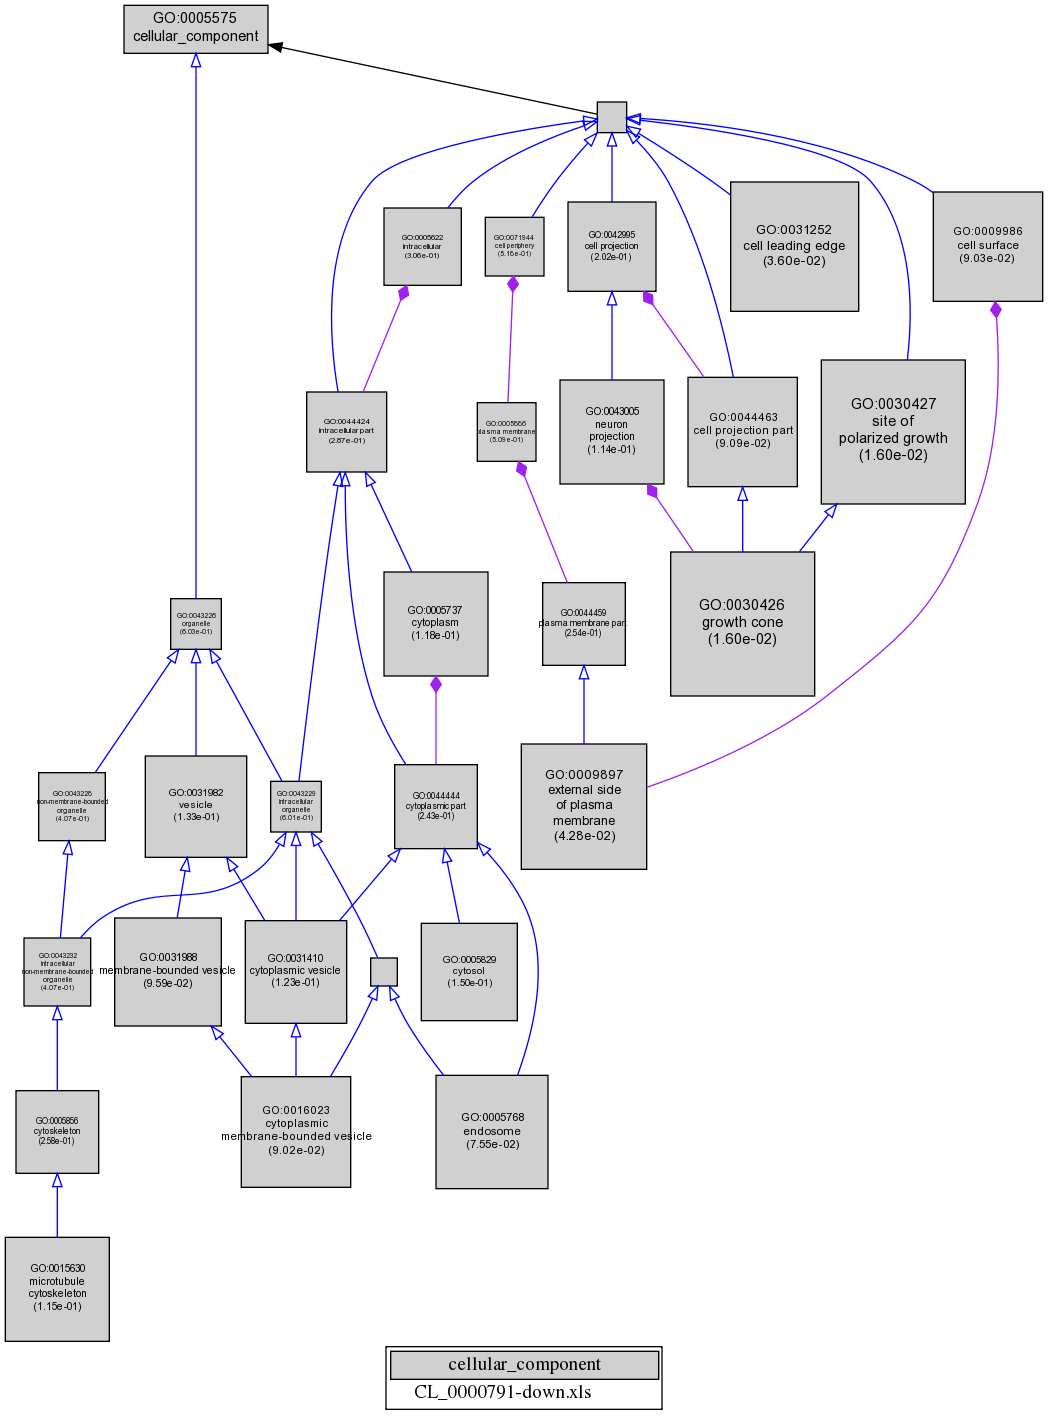 GO:0005575
cellular_component
GO:0005622
intracellular
(3.06e-01)
GO:0071944
cell periphery
(5.16e-01)
GO:0042995
cell projection
(2.02e-01)
GO:0031252
cell leading edge
(3.60e-02)
GO:0009986
cell surface
(9.03e-02)
GO:0044424
intracellular part
(2.87e-01)
GO:0005886
plasma membrane
(5.09e-01)
GO:0043005
neuron
projection
(1.14e-01)
GO:0044463
cell projection part
(9.09e-02)
GO:0030427
site of
polarized growth
(1.60e-02)
GO:0043226
organelle
(6.03e-01)
GO:0005737
cytoplasm
(1.18e-01)
GO:0044459
plasma membrane part
(2.54e-01)
GO:0030426
growth cone
(1.60e-02)
GO:0043228
non-membrane-bounded
organelle
(4.07e-01)
GO:0031982
vesicle
(1.33e-01)
GO:0043229
intracellular
organelle
(6.01e-01)
GO:0044444
cytoplasmic part
(2.43e-01)
GO:0009897
external side
of plasma
membrane
(4.28e-02)
GO:0043232
intracellular
non-membrane-bounded
organelle
(4.07e-01)
GO:0031988
membrane-bounded vesicle
(9.59e-02)
GO:0031410
cytoplasmic vesicle
(1.23e-01)
GO:0005829
cytosol
(1.50e-01)
GO:0005856
cytoskeleton
(2.58e-01)
GO:0016023
cytoplasmic
membrane-bounded vesicle
(9.02e-02)
GO:0005768
endosome
(7.55e-02)
GO:0015630
microtubule
cytoskeleton
(1.15e-01)
cellular_component
CL_0000791-down.xls